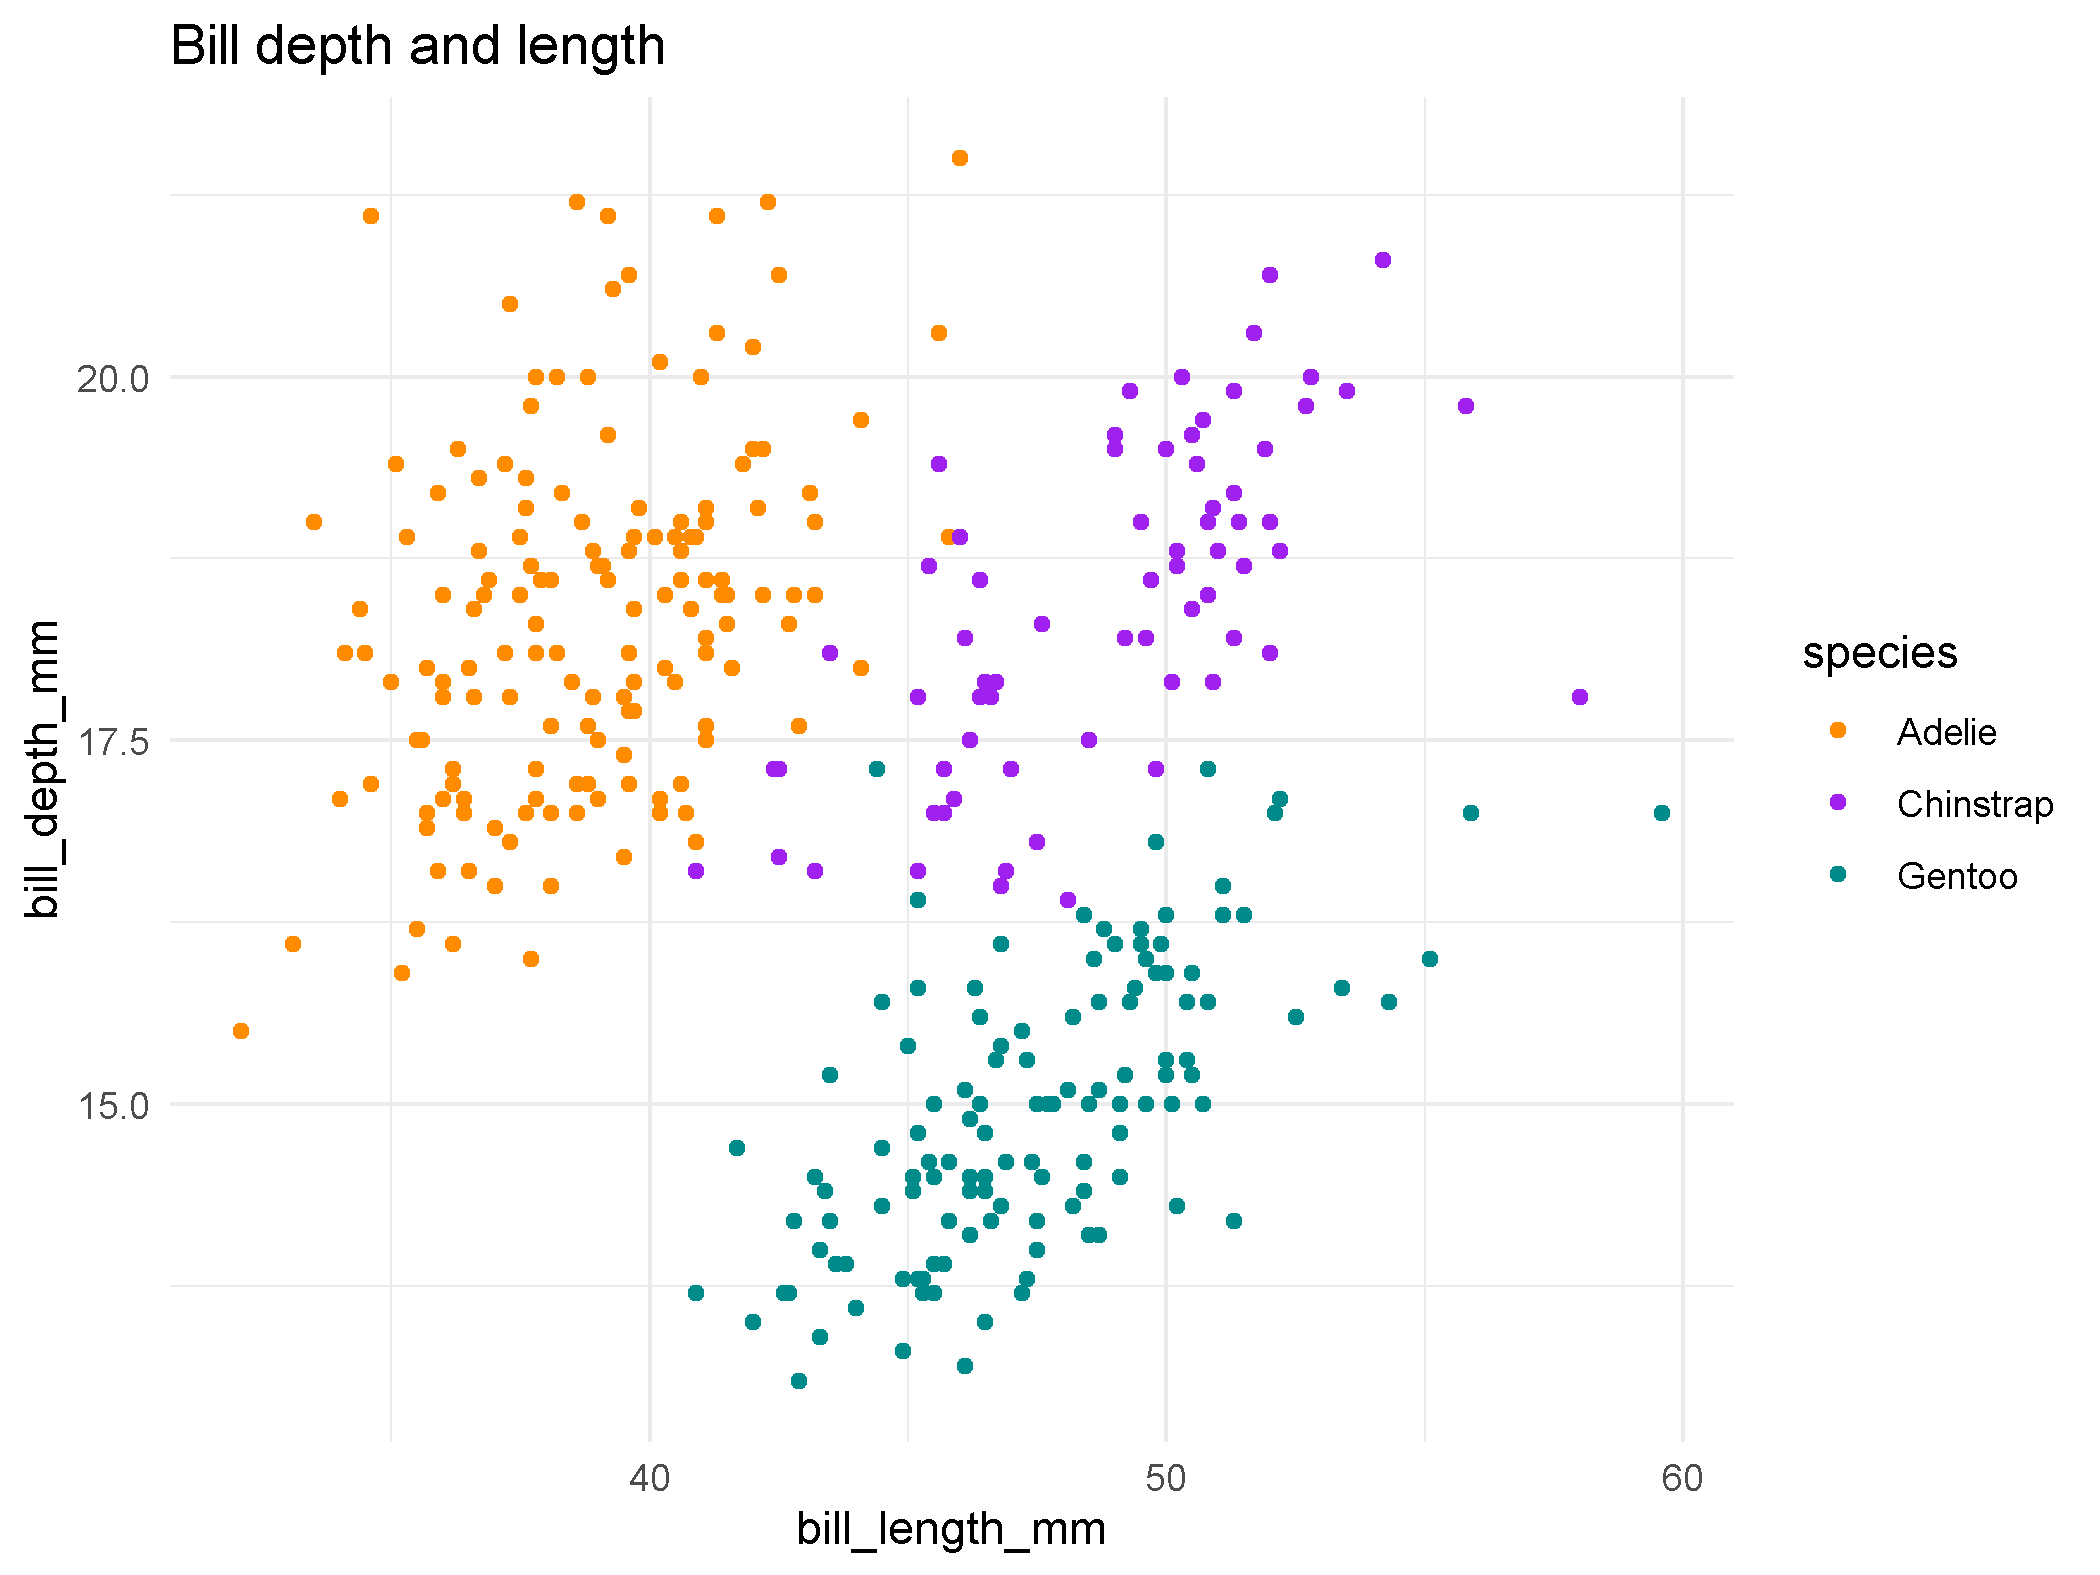 Bill depth and length
20.0
17.5
15.0
bill_depth_mm
40 50 60
bill_length_mm
species
Adelie
Chinstrap
Gentoo